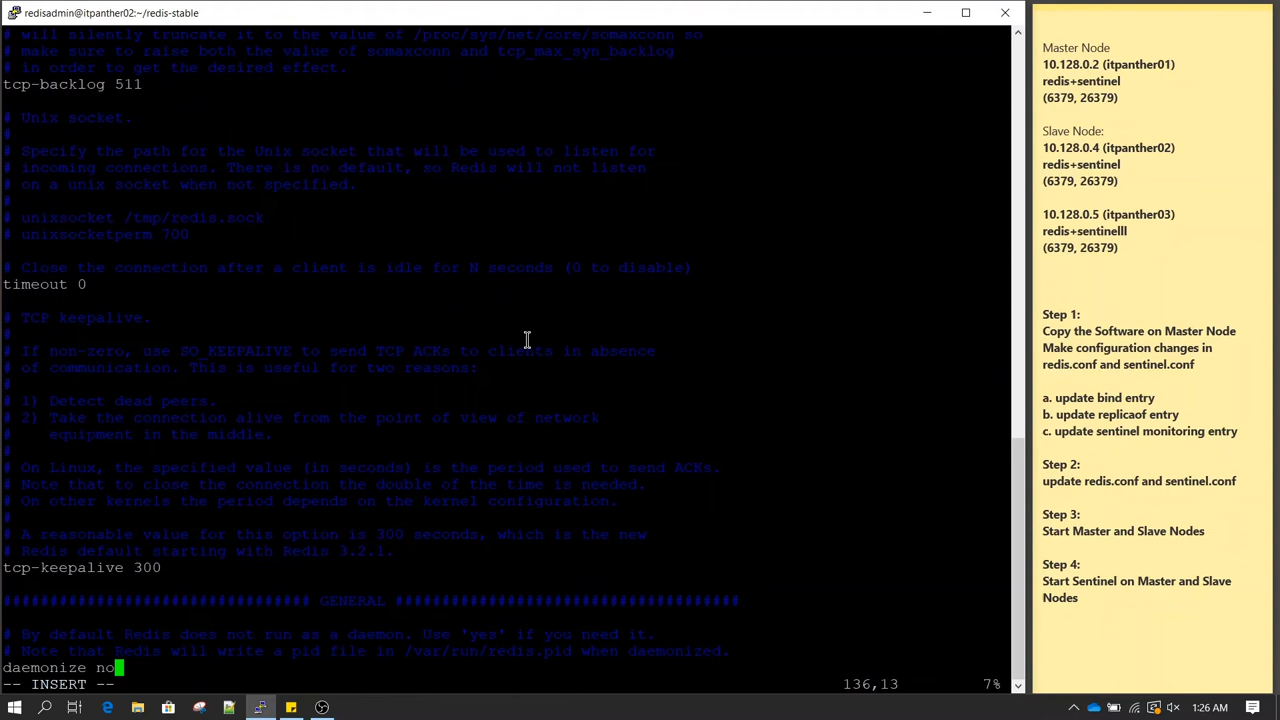 redisadmin@itpanther02:~/redis-stable
# will silently truncate it to the value of /proc/sys/net/core/somaxconn so
# make sure to raise both the value of somaxconn and tcp_max_syn_backlog
# in order to get the desired effect.
tcp-backlog 511
# Unix socket.
#
# Specify the path for the Unix socket that will be used to listen for
# incoming connections. There is no default, so Redis will not listen
# on a unix socket when not specified.
#
# unixsocket /tmp/redis.sock
# unixsocketperm 700
# Close the connection after a client is idle for N seconds (0 to disable)
timeout 0
# TCP keepalive.
#
# If non-zero, use SO_KEEPALIVE to send TCP ACKs to clients in absence
# of communication. This is useful for two reasons:
#
# 1) Detect dead peers.
# 2) Take the connection alive from the point of view of network
#    equipment in the middle.
#
# On Linux, the specified value (in seconds) is the period used to send ACKs.
# Note that to close the connection the double of the time is needed.
# On other kernels the period depends on the kernel configuration.
#
# A reasonable value for this option is 300 seconds, which is the new
# Redis default starting with Redis 3.2.1.
tcp-keepalive 300
################################# GENERAL #####################################
# By default Redis does not run as a daemon. Use 'yes' if you need it.
# Note that Redis will write a pid file in /var/run/redis.pid when daemonized.
daemonize no
-- INSERT -- 136,13 7%
Master Node
10.128.0.2 (itpanther01)
redis+sentinel
(6379, 26379)
Slave Node:
10.128.0.4 (itpanther02)
redis+sentinel
(6379, 26379)
10.128.0.5 (itpanther03)
redis+sentinelll
(6379, 26379)
Step 1:
Copy the Software on Master Node
Make configuration changes in
redis.conf and sentinel.conf
a. update bind entry
b. update replicaof entry
c. update sentinel monitoring entry
Step 2:
update redis.conf and sentinel.conf
Step 3:
Start Master and Slave Nodes
Step 4:
Start Sentinel on Master and Slave
Nodes
1:26 AM